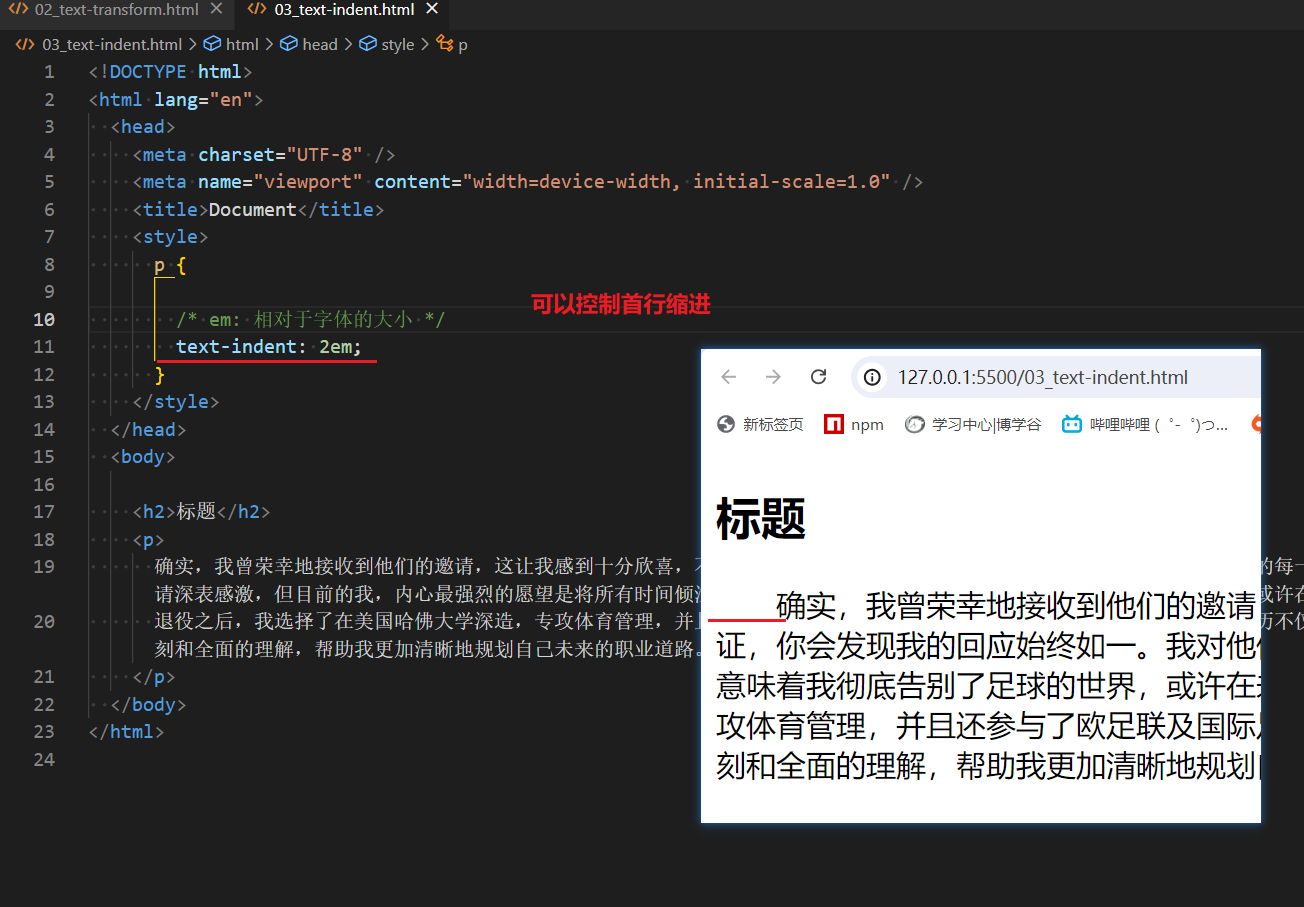 02_text-transform.html
03_text-indent.html
03_text-indent.html > html > head > style > p
1 <!DOCTYPE html>
2 <html lang="en">
3 <head>
4 <meta charset="UTF-8" />
5 <meta name="viewport" content="width=device-width, initial-scale=1.0" />
6 <title>Document</title>
7 <style>
8 p {
9
可以控制首行缩进
10 /* em: 相对于字体的大小 */
11 text-indent: 2em;
12 }
13 </style>
14 </head>
15 <body>
16
17 <h2>标题</h2>
18 <p>
19 确实，我曾荣幸地接收到他们的邀请，这让我感到十分欣喜，
的每一
请深表感激，但目前的我，内心最强烈的愿望是将所有时间倾
或许在
20 退役之后，我选择了在美国哈佛大学深造，专攻体育管理，并
历不仅
刻和全面的理解，帮助我更加清晰地规划自己未来的职业道路。
21 </p>
22 </body>
23 </html>
24
127.0.0.1:5500/03_text-indent.html
新标签页
npm
学习中心|博学谷
哔哩哔哩 ( ゜- ゜)つ...
标题
确实，我曾荣幸地接收到他们的邀请
证，你会发现我的回应始终如一。我对他
意味着我彻底告别了足球的世界，或许在
攻体育管理，并且还参与了欧足联及国际
刻和全面的理解，帮助我更加清晰地规划